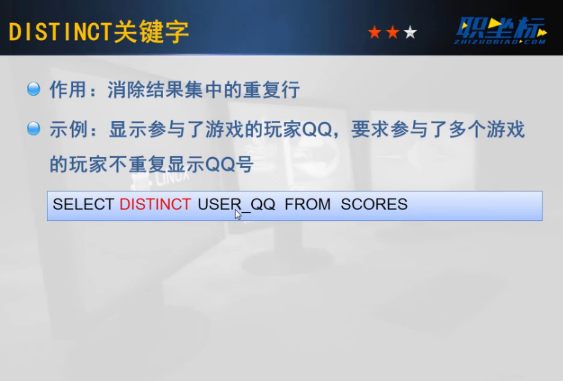 DISTINCT关键字
职坐标
ZHIZUOBIAO.COM
作用：消除结果集中的重复行
示例：显示参与了游戏的玩家QQ，要求参与了多个游戏
的玩家不重复显示QQ号
LINUX
SELECT DISTINCT USER_QQ FROM SCORES